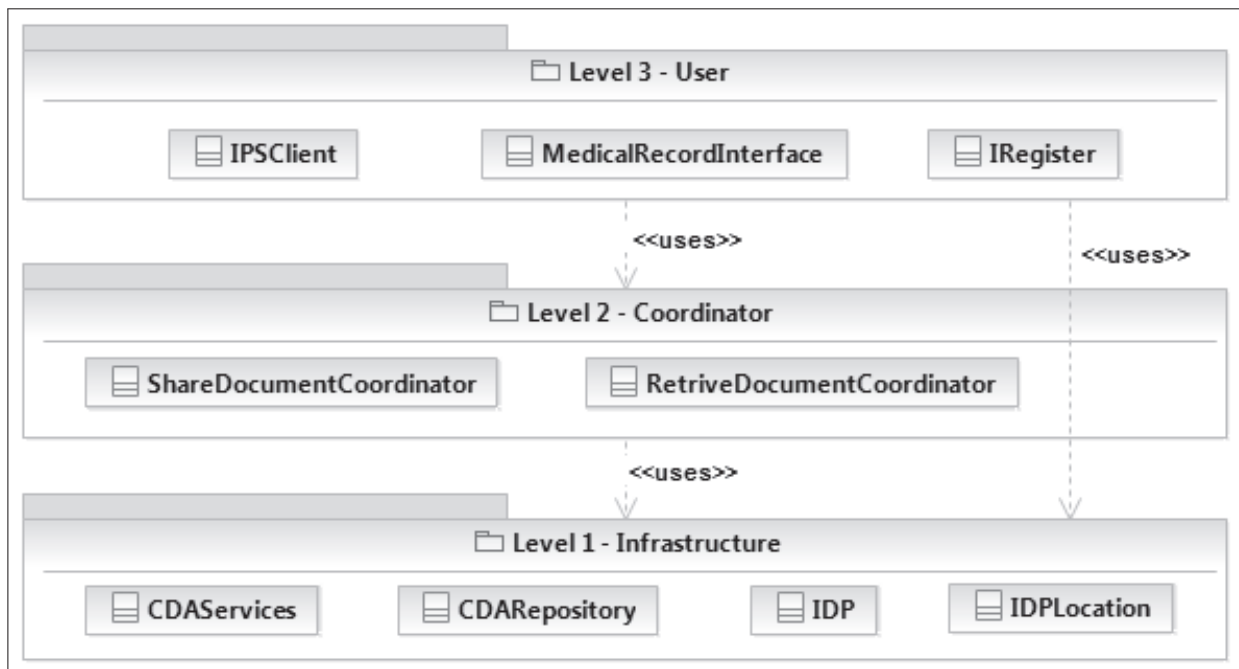 Level 3 - User
IPSClient
MedicalRecordInterface
IRegister
<<uses>>
<<uses>>
Level 2 - Coordinator
ShareDocumentCoordinator
RetriveDocumentCoordinator
<<uses>>
Level 1 - Infrastructure
CDAServices
CDARepository
IDP
IDPLocation